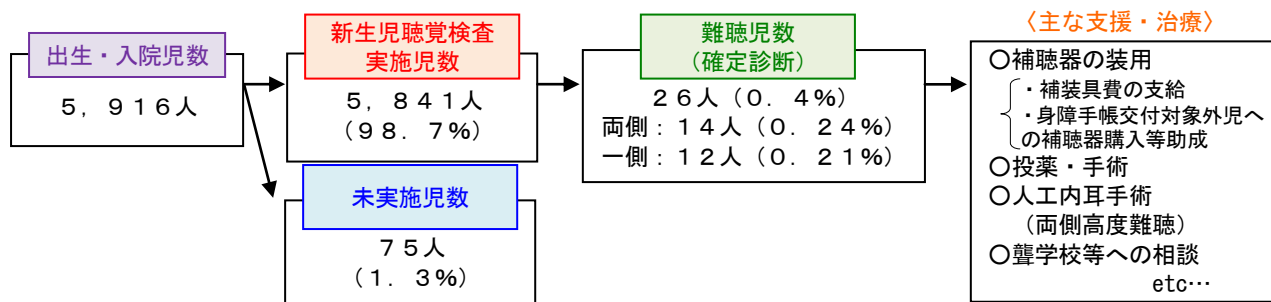 出生・入院児数
5,916人
新生児聴覚検査
実施児数
5,841人
(98.7%)
未実施児数
75人
(1.3%)
難聴児数
(確定診断)
26人(0.4%)
両側:14人(0.24%)
一側:12人(0.21%)
〈主な支援・治療〉
○補聴器の装用
・補装具費の支給
・身障手帳交付対象外児へ
の補聴器購入等助成
○投薬・手術
○人工内耳手術
(両側高度難聴)
○聾学校等への相談
etc…